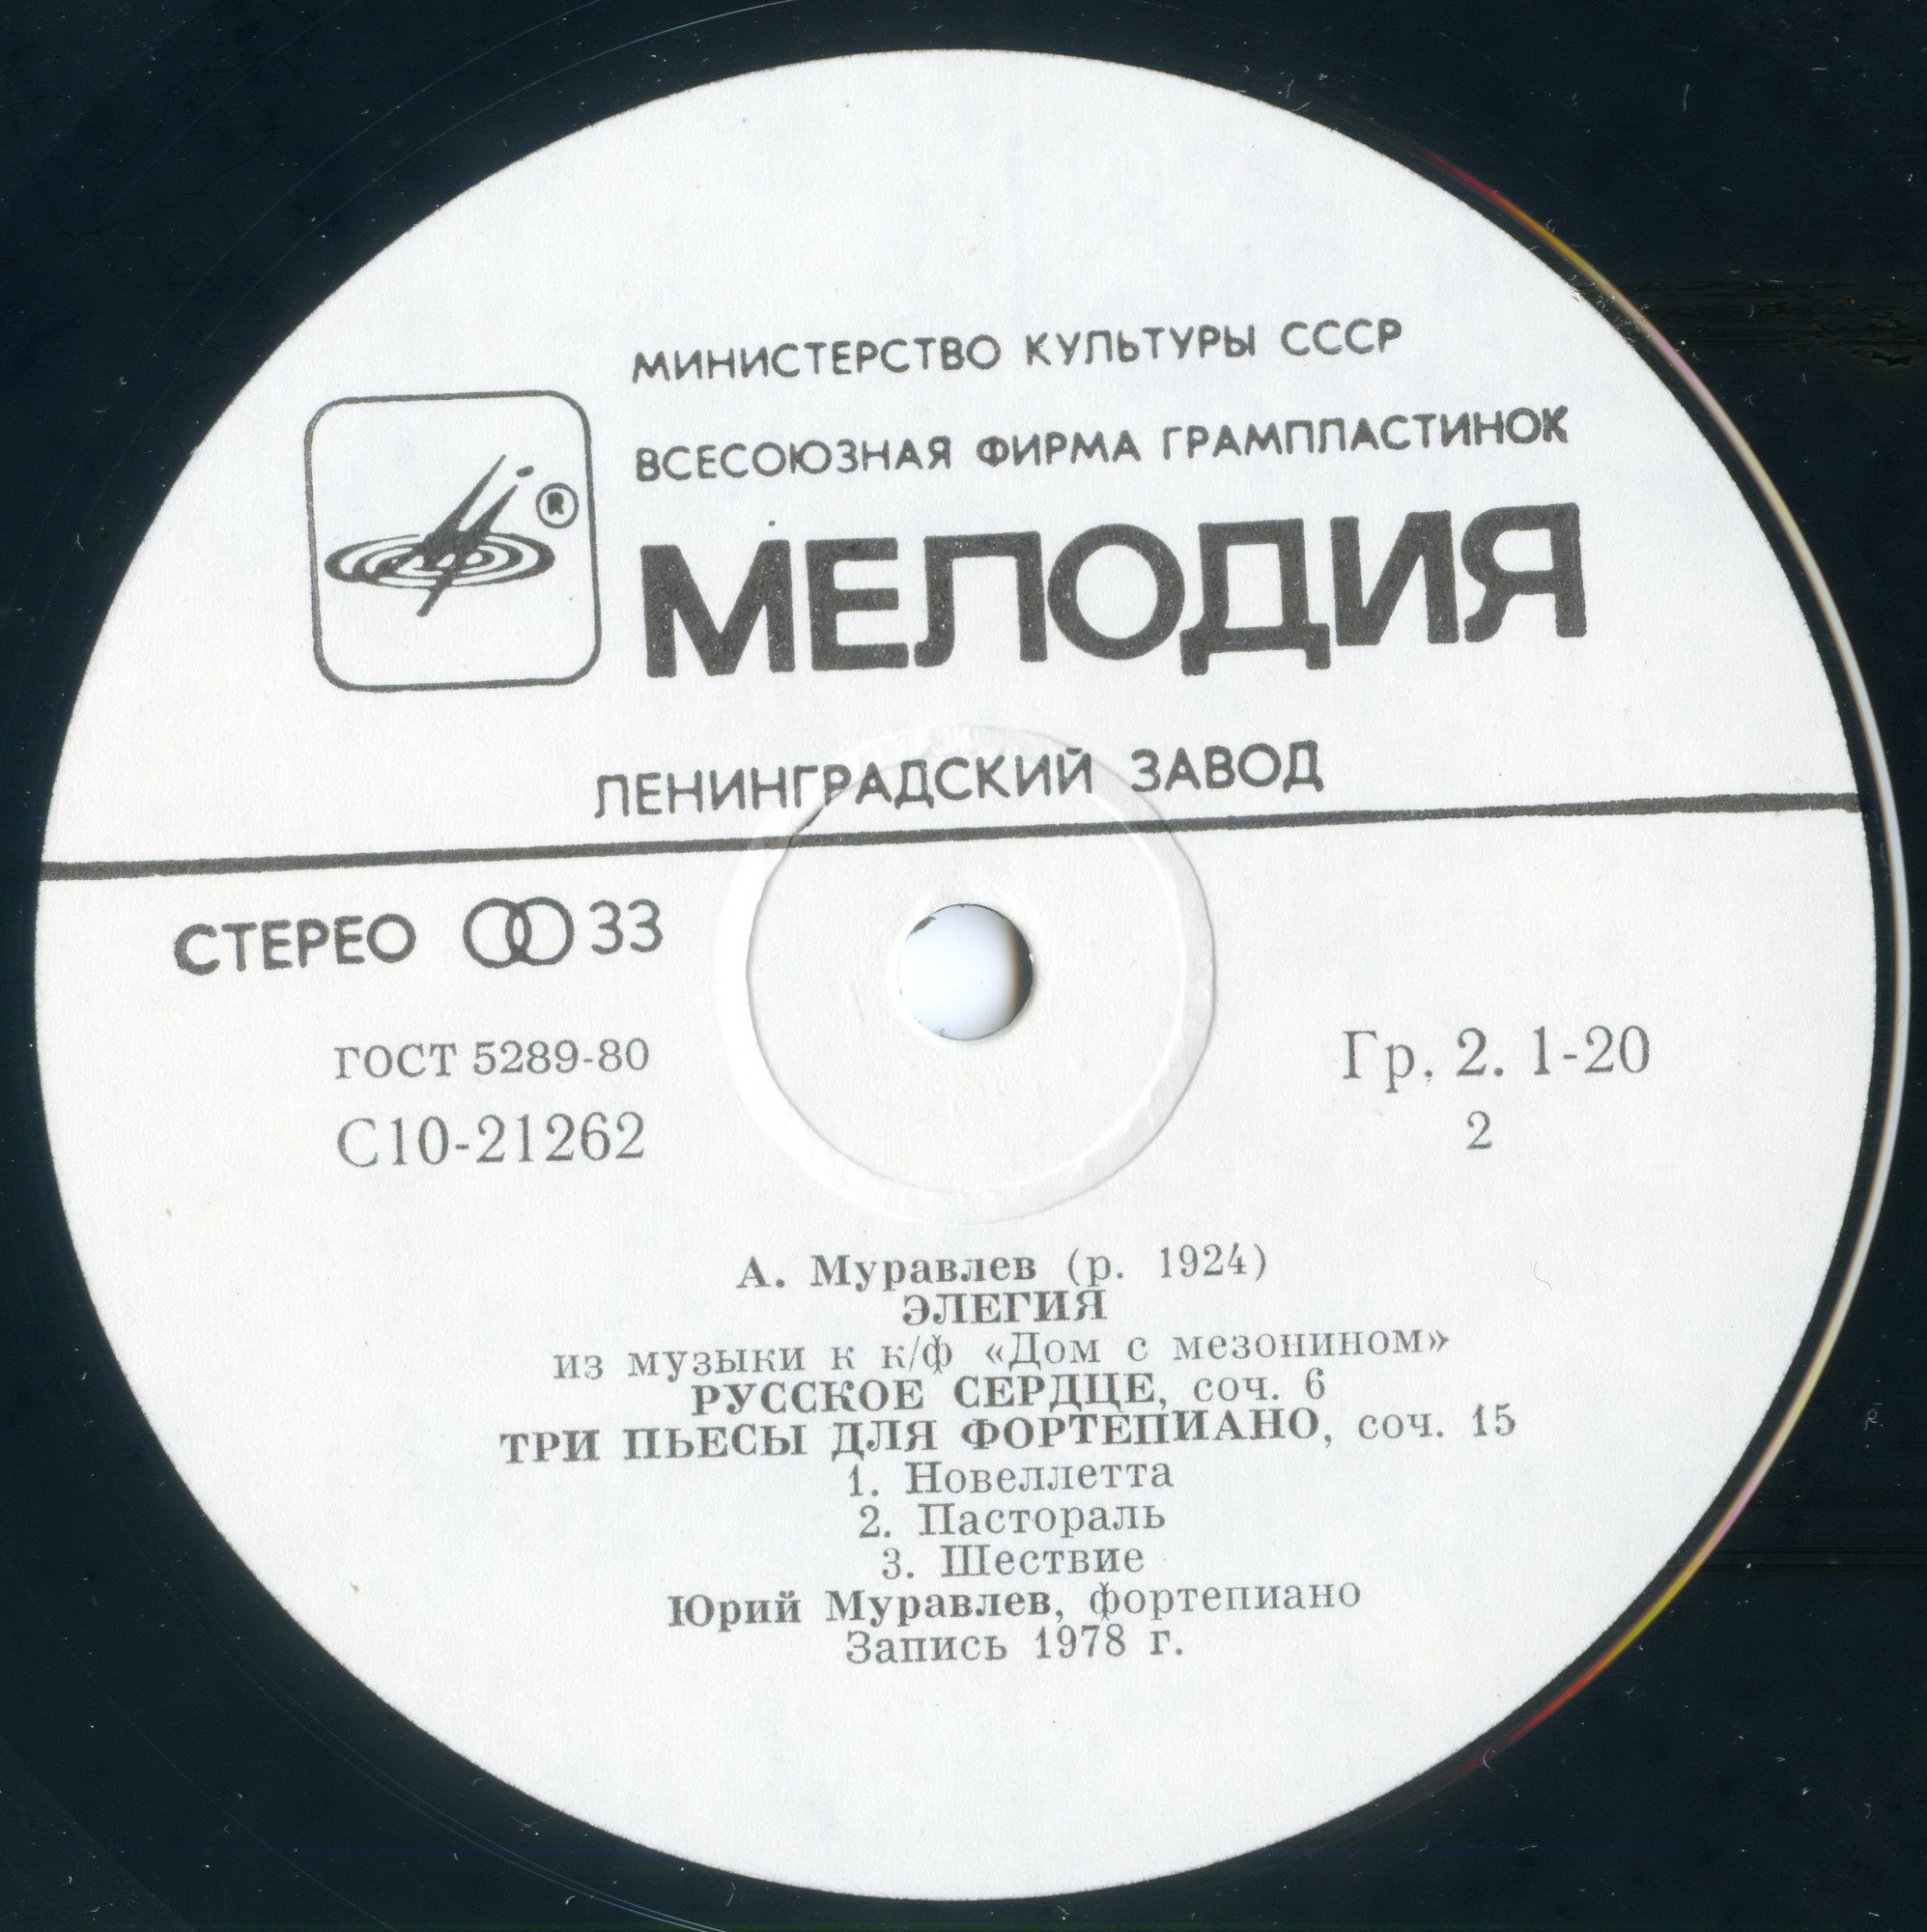 МИНИСТЕРСТВО КУЛЬТУРЫ СССР
ВСЕСОЮЗНАЯ ФИРМА ГРАМПЛАСТИНОК
®
МЕЛОДИЯ
ЛЕНИНГРАДСКИЙ ЗАВОД
СТЕРЕО 33
ГОСТ 5289-80
Гр. 2. 1-20
С10-21262
2
А. Муравлев (р. 1924)
ЭЛЕГИЯ
из музыки к к/ф «Дом с мезонином»
РУССКОЕ СЕРДЦЕ, соч. 6
ТРИ ПЬЕСЫ ДЛЯ ФОРТЕПИАНО, соч. 15
1. Новеллетта
2. Пастораль
3. Шествие
Юрий Муравлев, фортепиано
Запись 1978 г.